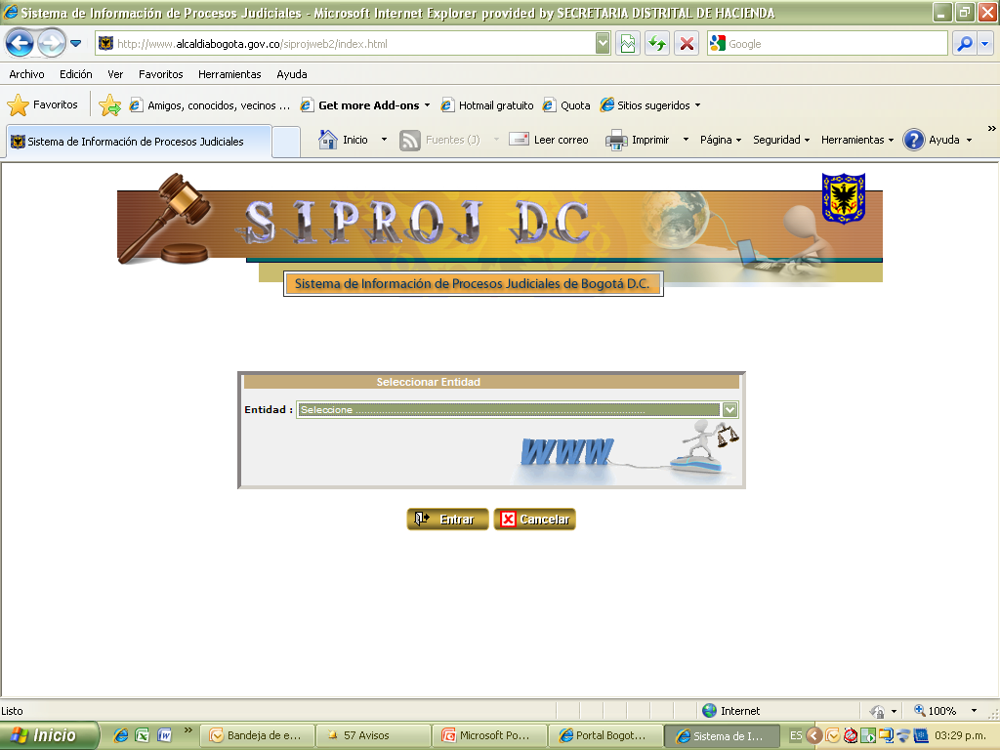 Sistema de Información de Procesos Judiciales - Microsoft Internet Explorer provided by SECRETARIA DISTRITAL DE HACIENDA
http://www.alcaldiabogota.gov.co/siprojweb2/index.html
Google
Archivo Edición Ver Favoritos Herramientas Ayuda
Favoritos Amigos, conocidos, vecinos ... Get more Add-ons Hotmail gratuito Quota Sitios sugeridos
Sistema de Información de Procesos Judiciales Inicio Fuentes (J) Leer correo Imprimir Página Seguridad Herramientas Ayuda
SIPROJ DC
Sistema de Información de Procesos Judiciales de Bogotá D.C.
Seleccionar Entidad
Entidad : Seleccione ....................................................................................................
WWW
Entrar Cancelar
Listo Internet 100%
Inicio Bandeja de e... 57 Avisos Microsoft Po... Portal Bogot... Sistema de I... ES 03:29 p.m.